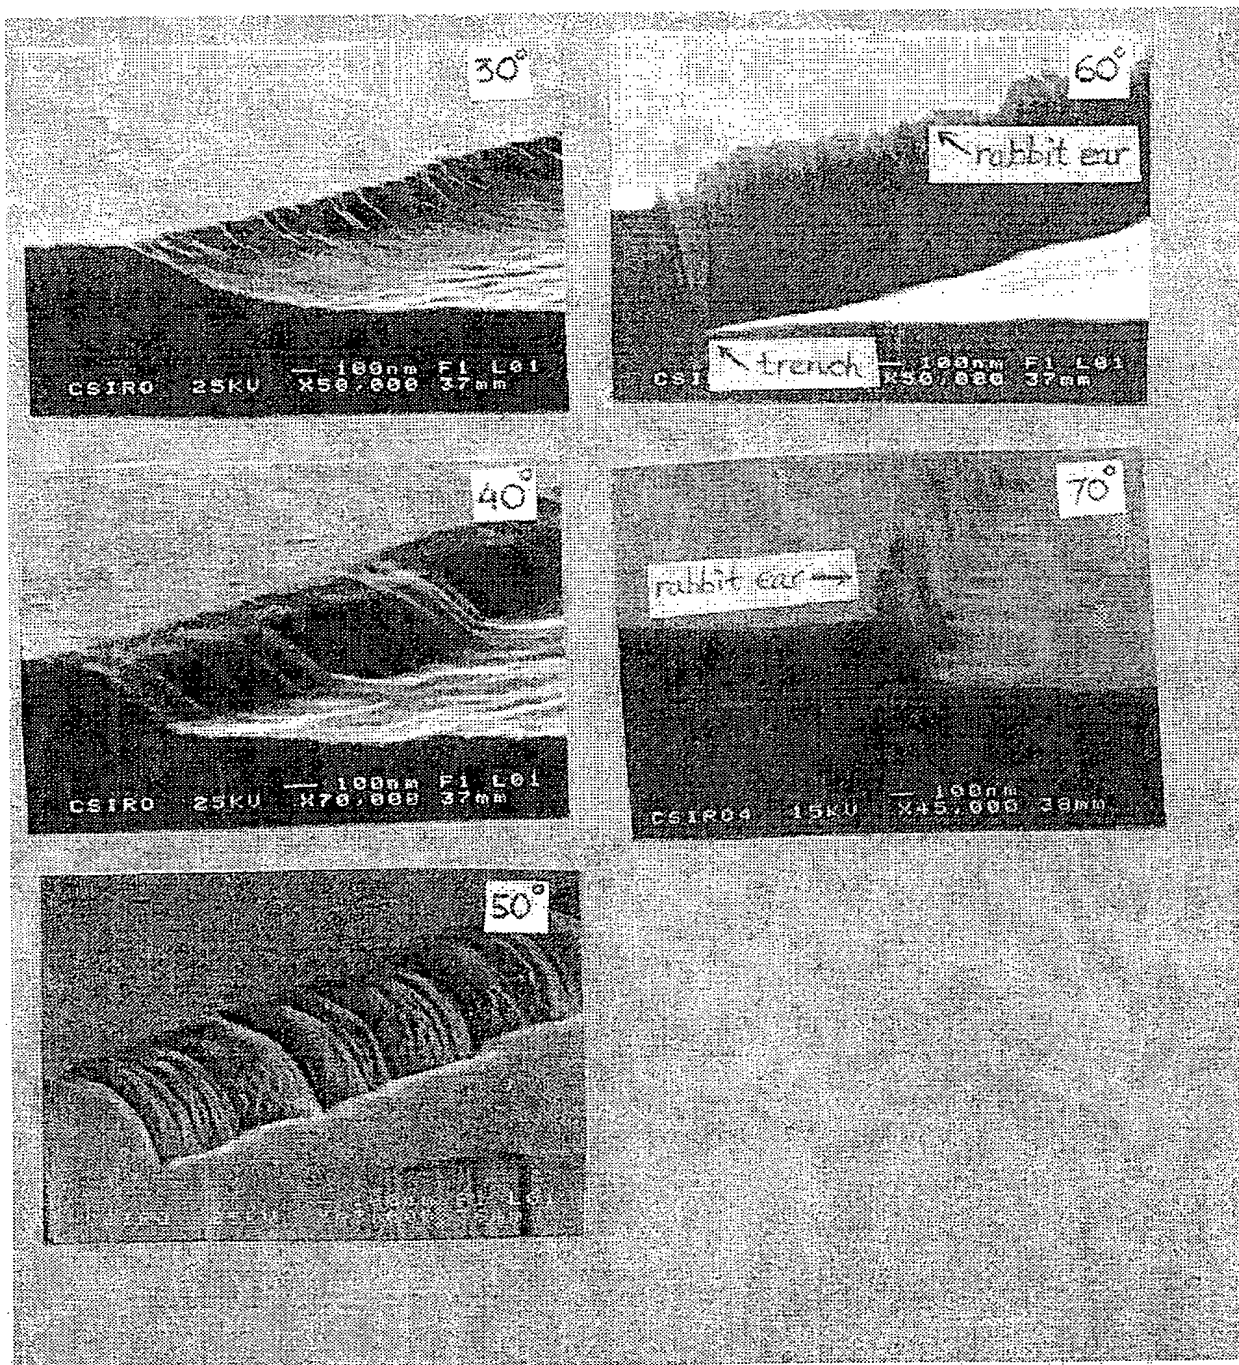 30°
100nm F1 L01
CSIRO 25KV X50,000 37mm
60°
rabbit ear
trench
100nm F1 L01
CSI X50,000 37mm
40°
100nm F1 L01
CSIRO 25KV X70,000 37mm
70°
rabbit ear
100nm
CSIRO4 15KV X45,000 38mm
50°